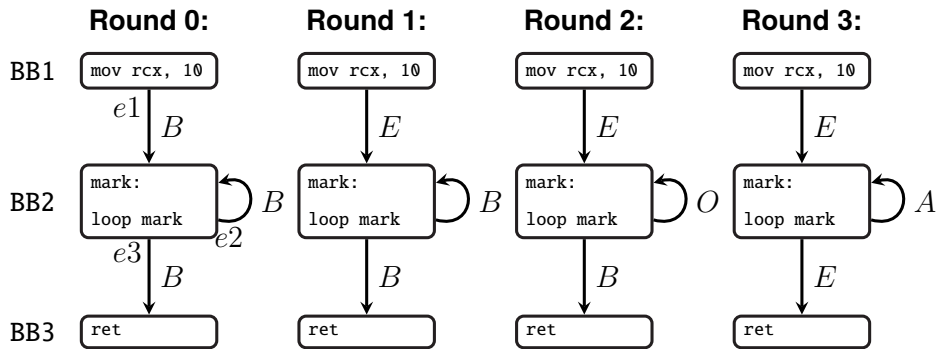 Round 0: Round 1: Round 2: Round 3:
BB1 mov rcx, 10 mov rcx, 10 mov rcx, 10 mov rcx, 10
e1 B E E E
BB2 mark: mark: mark: mark:
loop mark B loop mark B loop mark O loop mark A
e2
e3 B B B E
BB3 ret ret ret ret